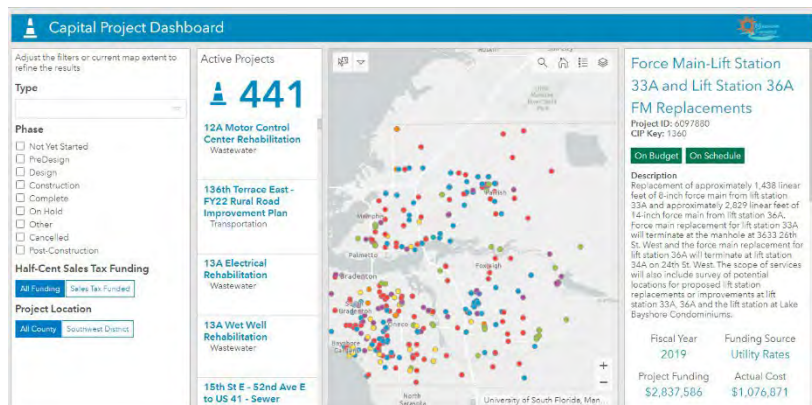 Capital Project Dashboard
Adjust the filters or current map extent to
refine the results
Type
Phase
Not Yet Started
PreDesign
Design
Construction
Complete
On Hold
Other
Cancelled
Post-Construction
Half-Cent Sales Tax Funding
All Funding Sales Tax Funded
Project Location
All County Southwest District
Active Projects
441
12A Motor Control
Center Rehabilitation
Wastewater
136th Terrace East -
FY22 Rural Road
Improvement Plan
Transportation
13A Electrical
Rehabilitation
Wastewater
13A Wet Well
Rehabilitation
Wastewater
15th St E - 52nd Ave E
to US 41 - Sewer
Parrish
Memphis
Palmetto
Bradenton
Foxleigh
South
Bradenton
Oneco
Bayshore
Gardens
North
Sarasota
+
−
University of South Florida, Man...
Force Main-Lift Station
33A and Lift Station 36A
FM Replacements
Project ID: 6097880
CIP Key: 1360
On Budget On Schedule
Description
Replacement of approximately 1,438 linear
feet of 8-inch force main from lift station
33A and approximately 2,829 linear feet of
14-inch force main from lift station 36A.
Force main replacement for lift station 33A
will terminate at the manhole at 3633 26th
St. West and the force main replacement for
lift station 36A will terminate at lift station
34A on 24th St. West. The scope of services
will also include survey of potential
locations for proposed lift station
replacements or improvements at lift
station 33A, 36A and the lift station at Lake
Bayshore Condominiums.
Fiscal Year Funding Source
2019 Utility Rates
Project Funding Actual Cost
$2,837,586 $1,076,871